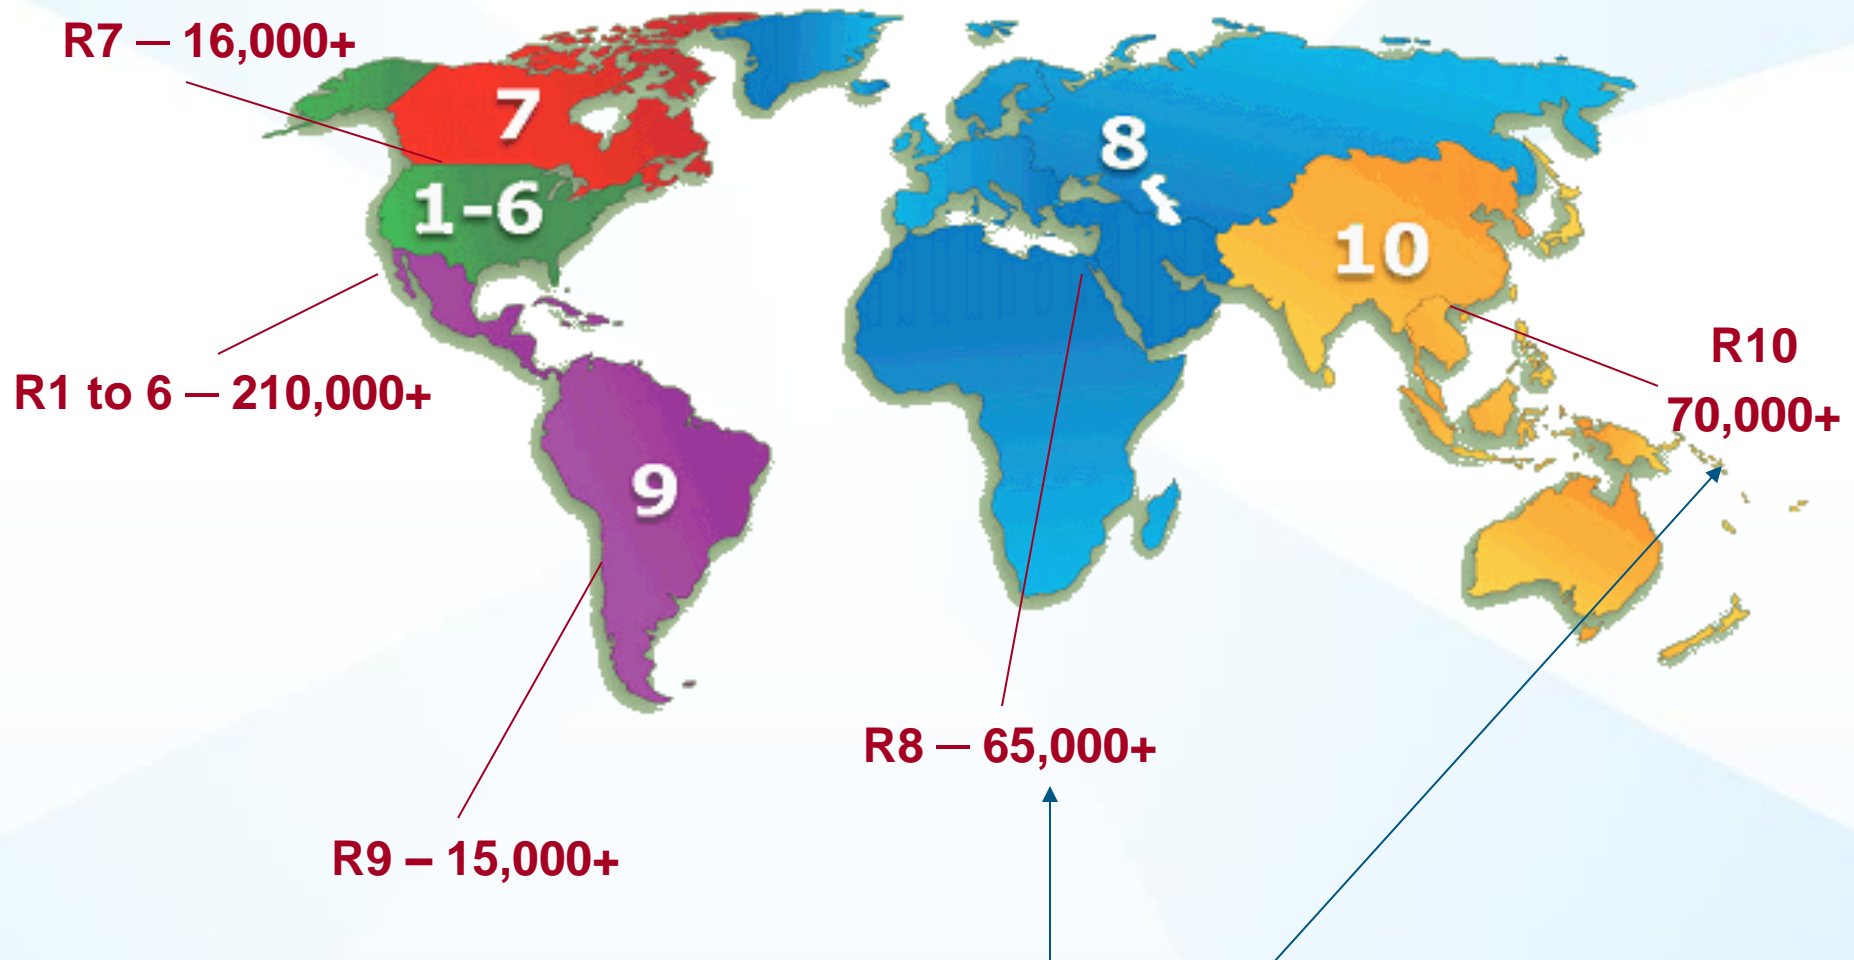 R7 — 16,000+
7
8
1-6
10
R10
70,000+
R1 to 6 — 210,000+
9
R8 — 65,000+
R9 – 15,000+